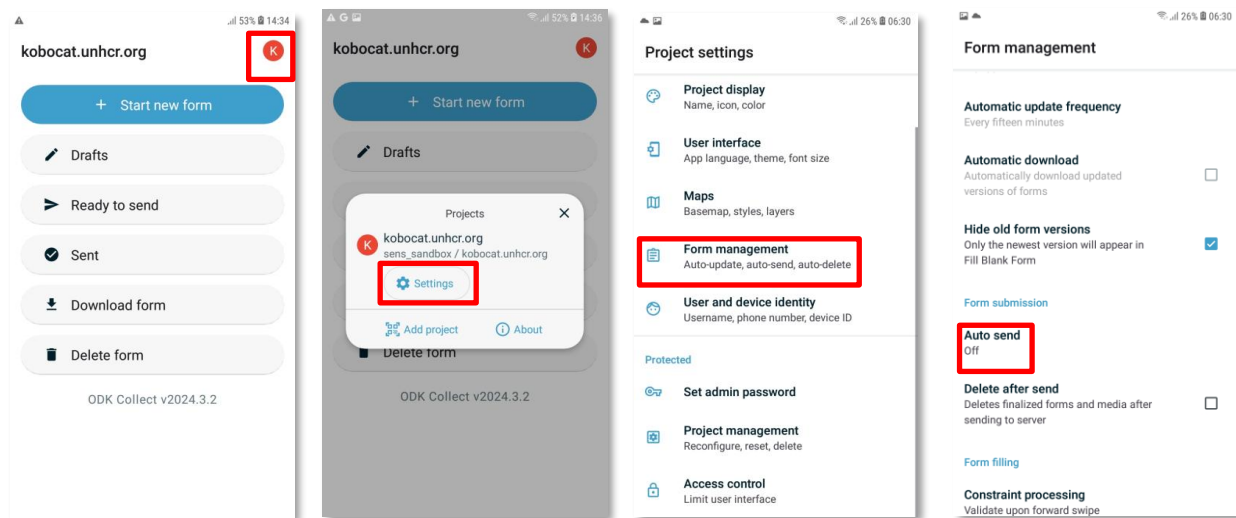 53% 14:34
kobocat.unhcr.org
K
+ Start new form
Drafts
Ready to send
Sent
Download form
Delete form
ODK Collect v2024.3.2
A G 52% 14:36
kobocat.unhcr.org
K
+ Start new form
Drafts
Projects
K
kobocat.unhcr.org
sens_sandbox / kobocat.unhcr.org
Settings
Add project
About
Delete form
ODK Collect v2024.3.2
26% 06:30
Project settings
Project display
Name, icon, color
User interface
App language, theme, font size
Maps
Basemap, styles, layers
Form management
Auto-update, auto-send, auto-delete
User and device identity
Username, phone number, device ID
Protected
Set admin password
Project management
Reconfigure, reset, delete
Access control
Limit user interface
26% 06:30
Form management
Automatic update frequency
Every fifteen minutes
Automatic download
Automatically download updated
versions of forms
Hide old form versions
Only the newest version will appear in
Fill Blank Form
Form submission
Auto send
Off
Delete after send
Deletes finalized forms and media after
sending to server
Form filling
Constraint processing
Validate upon forward swipe